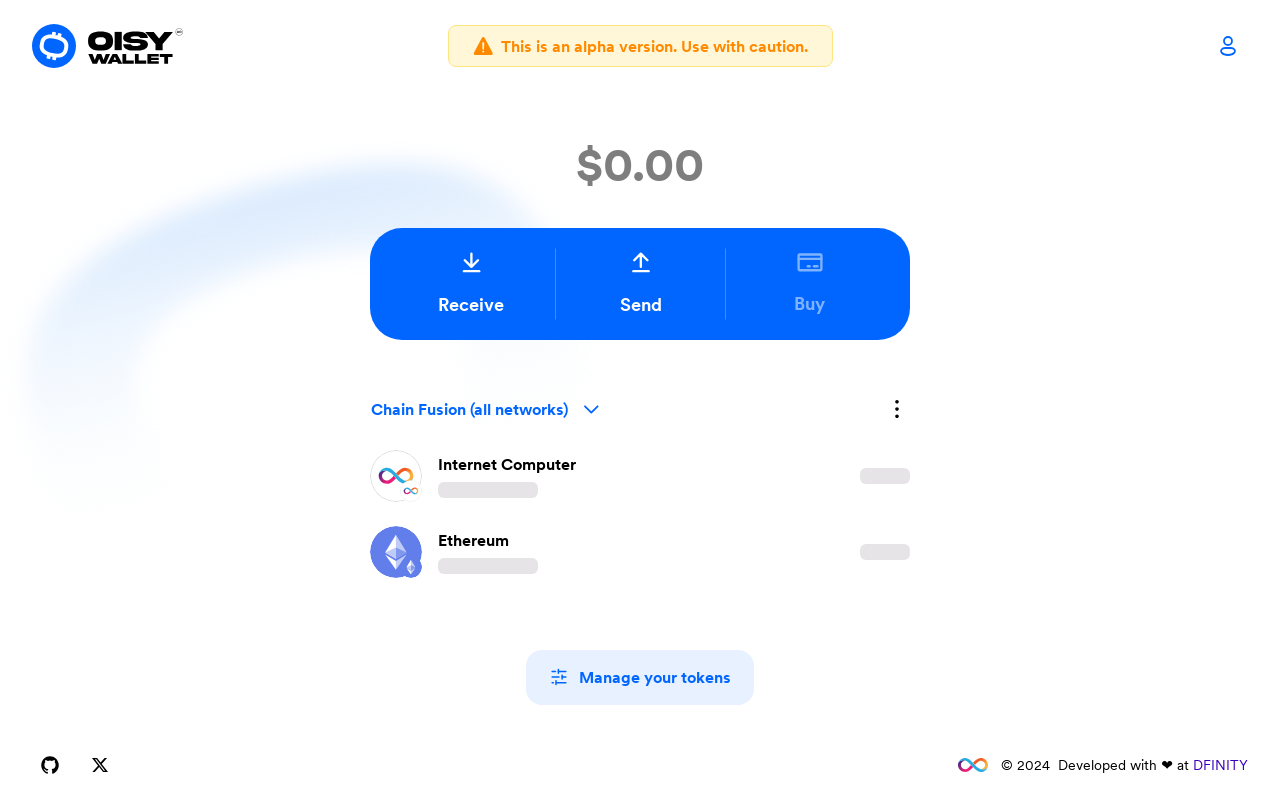 OISY
WALLET
This is an alpha version. Use with caution.
$0.00
Receive
Send
Buy
Chain Fusion (all networks)
Internet Computer
Ethereum
Manage your tokens
© 2024 Developed with ❤ at DFINITY